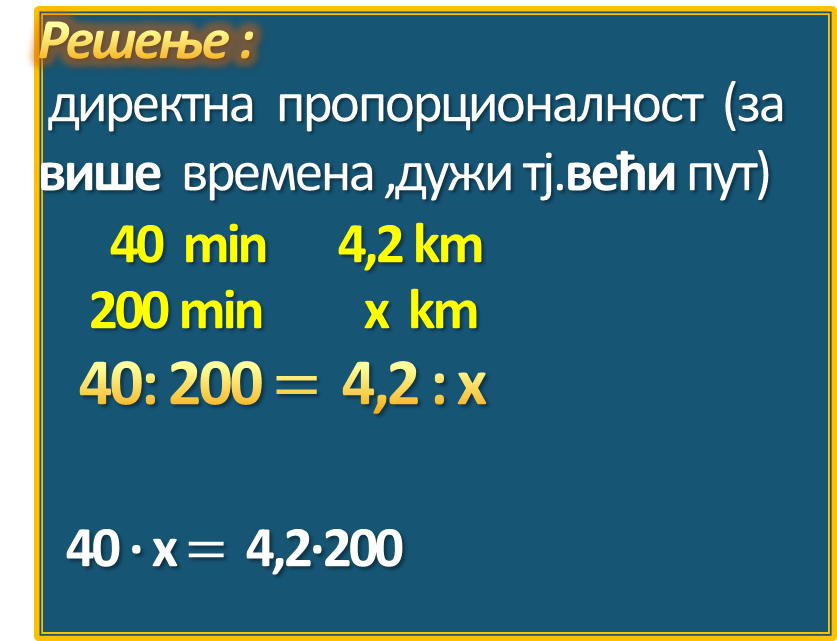 Решење :
директна пропорционалност (за
више времена ,дужи тј.већи пут)
40 min 4,2 km
200 min x km
40: 200 = 4,2 : x
40 · x = 4,2·200